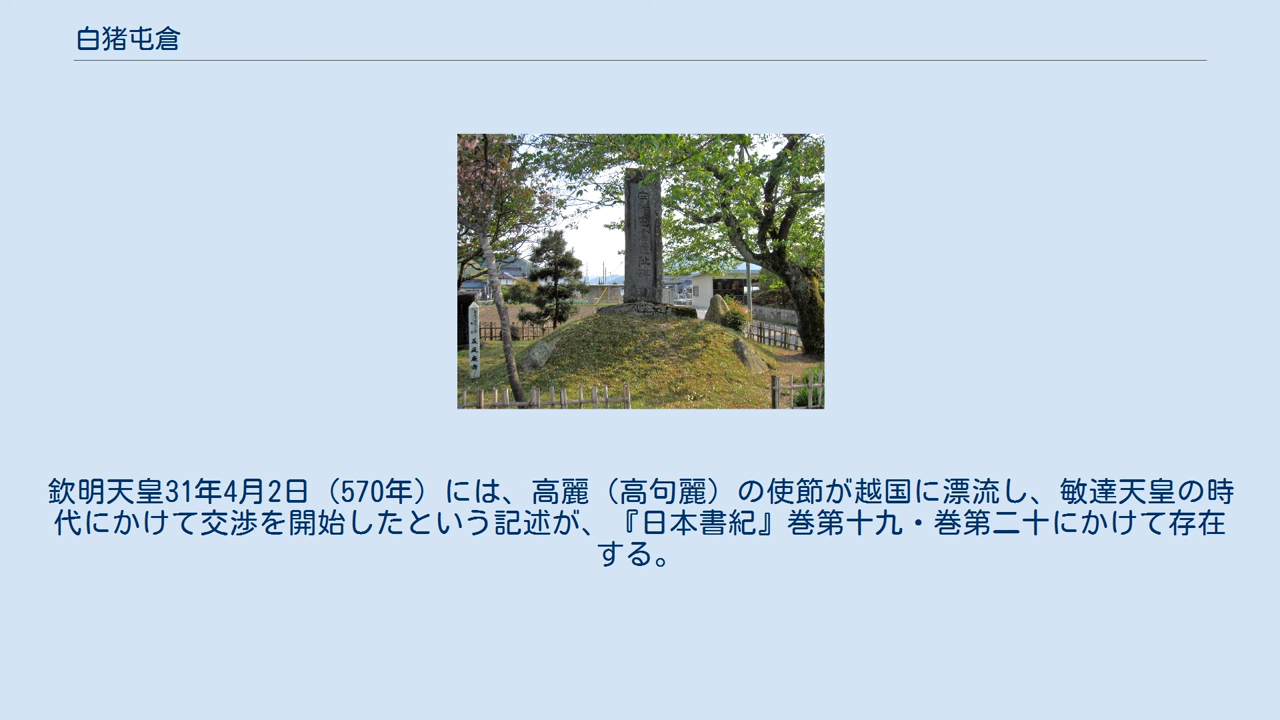 白猪屯倉
欽明天皇31年4月2日（570年）には、高麗（高句麗）の使節が越国に漂流し、敏達天皇の時
代にかけて交渉を開始したという記述が、『日本書紀』巻第十九・巻第二十にかけて存在
する。